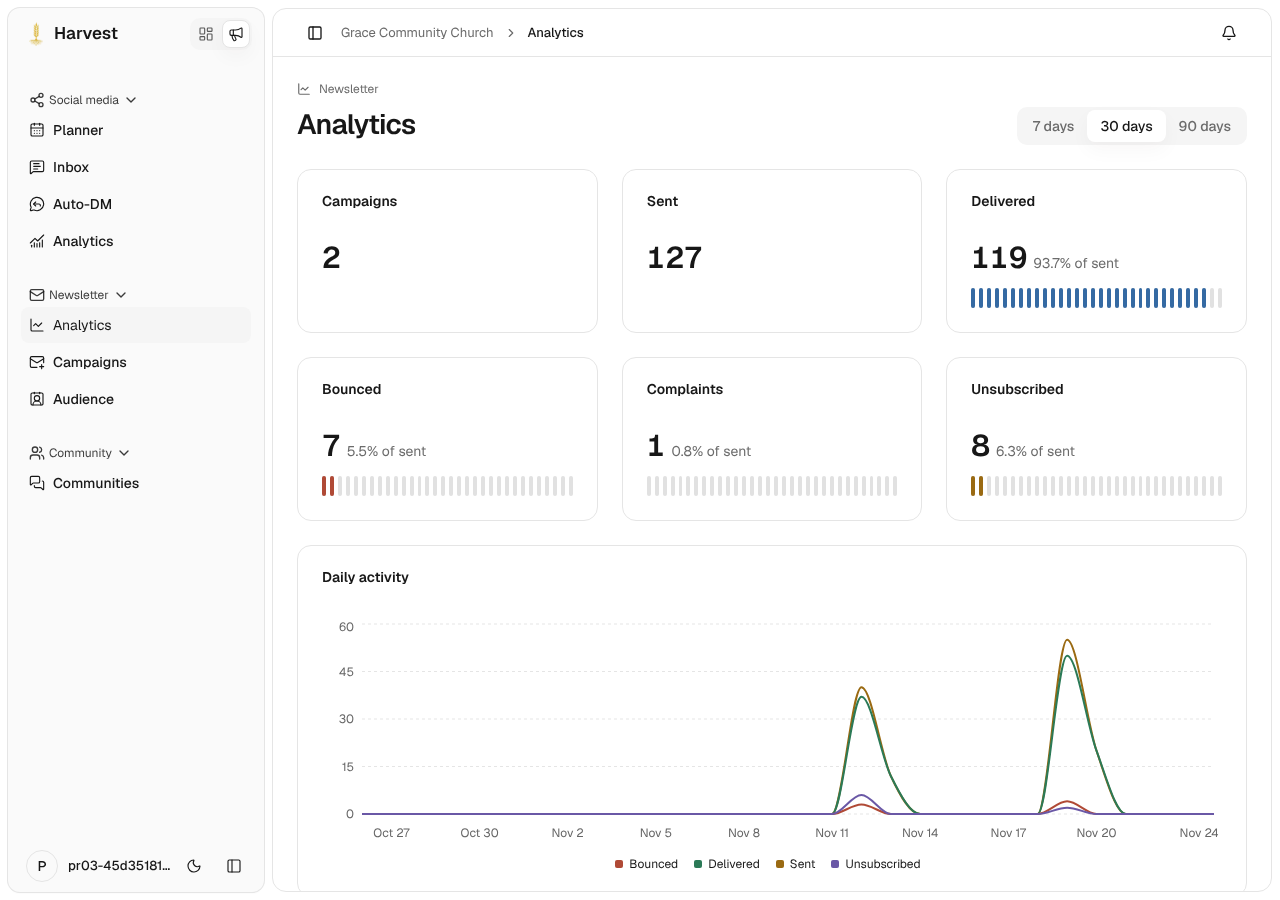 Harvest
Grace Community Church > Analytics
Social media
Planner
Inbox
Auto-DM
Analytics
Newsletter
Analytics
Campaigns
Audience
Community
Communities
P
pr03-45d35181...
Newsletter
Analytics
7 days 30 days 90 days
Campaigns
2
Sent
127
Delivered
119 93.7% of sent
Bounced
7 5.5% of sent
Complaints
1 0.8% of sent
Unsubscribed
8 6.3% of sent
Daily activity
60
45
30
15
0
Oct 27 Oct 30 Nov 2 Nov 5 Nov 8 Nov 11 Nov 14 Nov 17 Nov 20 Nov 24
Bounced Delivered Sent Unsubscribed